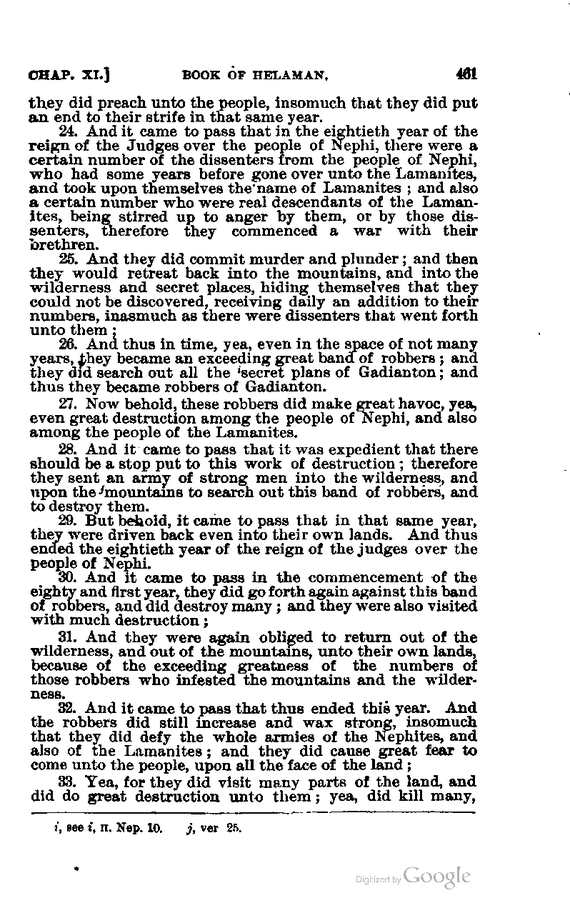 CHAP. XI.] BOOK OF HELAMAN. 461
they did preach unto the people, insomuch that they did put
an end to their strife in that same year.
24. And it came to pass that in the eightieth year of the
reign of the Judges over the people of Nephi, there were a
certain number of the dissenters from the people of Nephi,
who had some years before gone over unto the Lamanites,
and took upon themselves the name of Lamanites ; and also
a certain number who were real descendants of the Laman-
ites, being stirred up to anger by them, or by those dis-
senters, therefore they commenced a war with their
brethren.
25. And they did commit murder and plunder ; and then
they would retreat back into the mountains, and into the
wilderness and secret places, hiding themselves that they
could not be discovered, receiving daily an addition to their
numbers, inasmuch as there were dissenters that went forth
unto them ;
26. And thus in time, yea, even in the space of not many
years, they became an exceeding great band of robbers ; and
they did search out all the ⁱsecret plans of Gadianton ; and
thus they became robbers of Gadianton.
27. Now behold, these robbers did make great havoc, yea,
even great destruction among the people of Nephi, and also
among the people of the Lamanites.
28. And it came to pass that it was expedient that there
should be a stop put to this work of destruction ; therefore
they sent an army of strong men into the wilderness, and
upon the ʲmountains to search out this band of robbers, and
to destroy them.
29. But behold, it came to pass that in that same year,
they were driven back even into their own lands. And thus
ended the eightieth year of the reign of the judges over the
people of Nephi.
30. And it came to pass in the commencement of the
eighty and first year, they did go forth again against this band
of robbers, and did destroy many ; and they were also visited
with much destruction ;
31. And they were again obliged to return out of the
wilderness, and out of the mountains, unto their own lands,
because of the exceeding greatness of the numbers of
those robbers who infested the mountains and the wilder-
ness.
32. And it came to pass that thus ended this year. And
the robbers did still increase and wax strong, insomuch
that they did defy the whole armies of the Nephites, and
also of the Lamanites ; and they did cause great fear to
come unto the people, upon all the face of the land ;
33. Yea, for they did visit many parts of the land, and
did do great destruction unto them ; yea, did kill many,
i, see i, II. Nep. 10. j, ver 25.
Digitized by Google